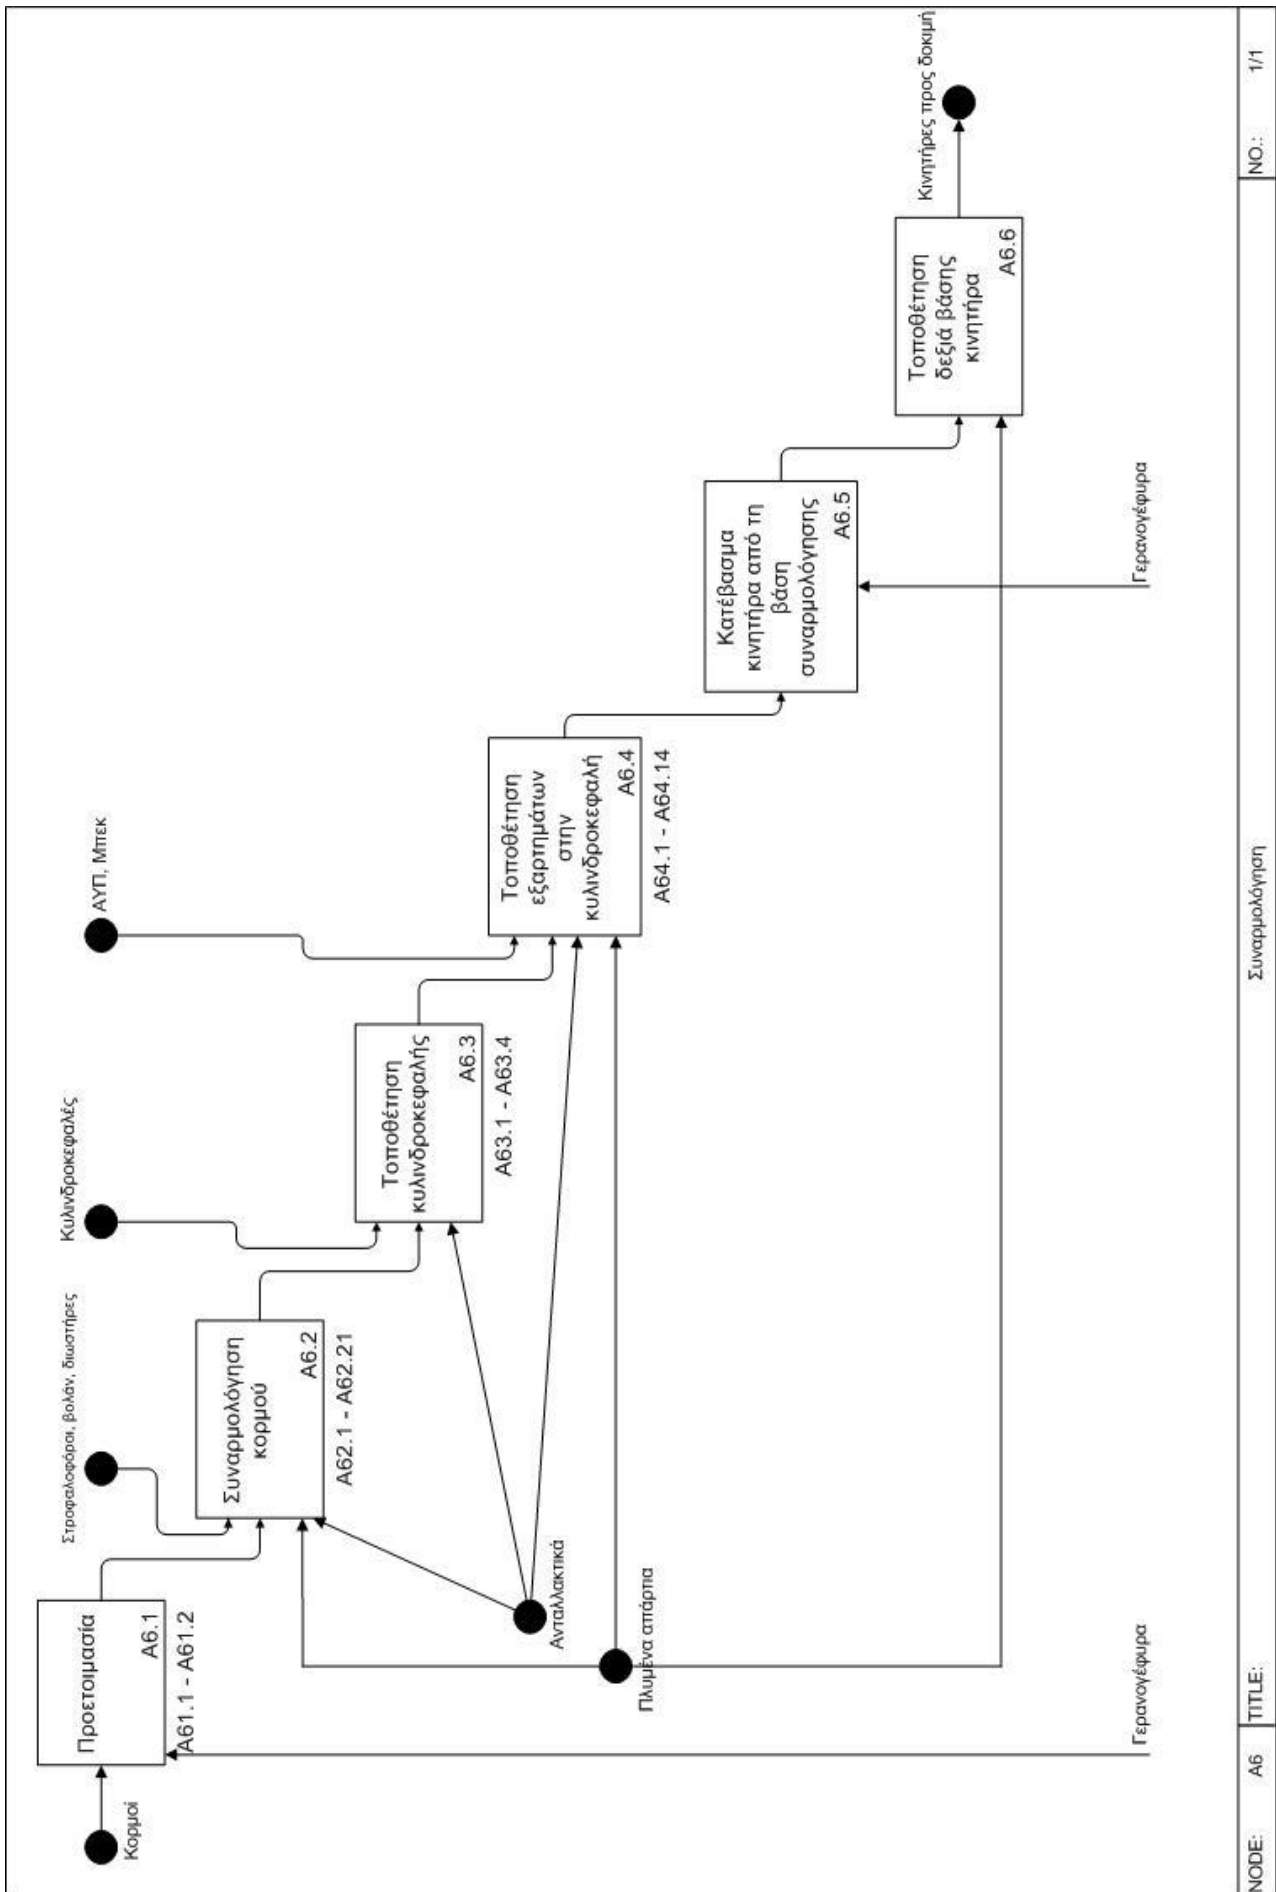 Κορμοί
Προετοιμασία
A6.1
A61.1 - A61.2
Στροφαλοφόροι, βολάν, διωστήρες
Συναρμολόγηση
κορμού
A6.2
A62.1 - A62.21
Κυλινδροκεφαλές
Τοποθέτηση
κυλινδροκεφαλής
A6.3
A63.1 - A63.4
ΑΥΠ, Μπεκ
Τοποθέτηση
εξαρτημάτων
στην
κυλινδροκεφαλή
A6.4
A64.1 - A64.14
Κατέβασμα
κινητήρα από τη
βάση
συναρμολόγησης
A6.5
Τοποθέτηση
δεξιά βάσης
κινητήρα
A6.6
Κινητήρες προς δοκιμή
Ανταλλακτικά
Πλυμένα απάρτια
Γερανογέφυρα
Γερανογέφυρα
NODE: A6
TITLE: Συναρμολόγηση
NO.: 1/1